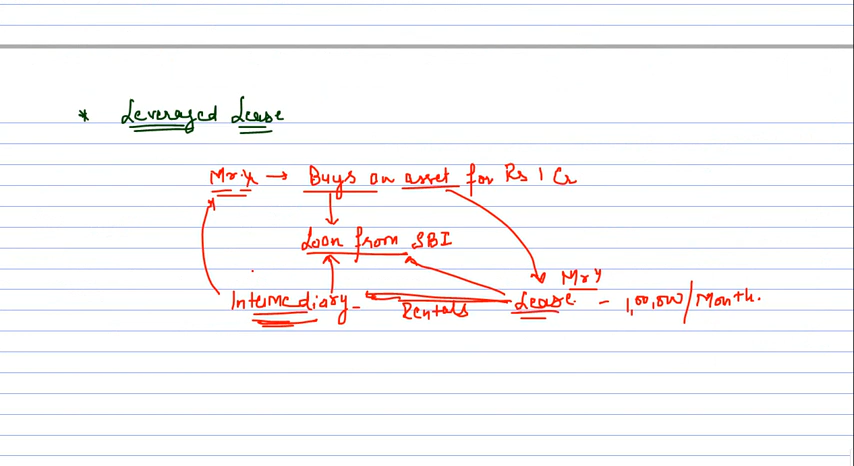 * Leveraged Lease
Mr.X → Buys an asset for Rs 1 Cr
Loan from SBI
Mr Y
Intermediary Rentals Lease - 1,00,000/Month.